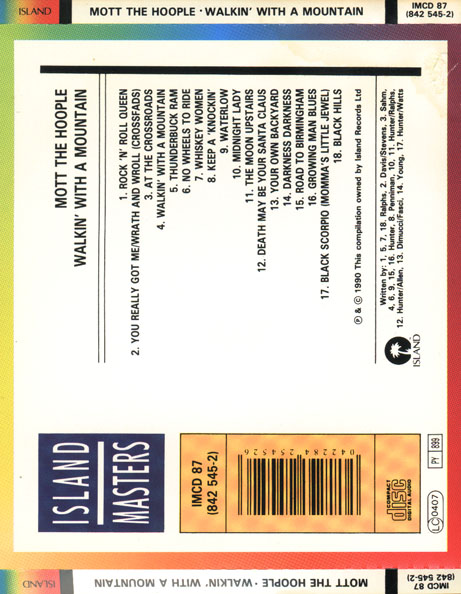 ISLAND MOTT THE HOOPLE · WALKIN' WITH A MOUNTAIN IMCD 87
(842 545-2)
MOTT THE HOOPLE
WALKIN' WITH A MOUNTAIN
1. ROCK 'N' ROLL QUEEN
2. YOU REALLY GOT ME/WRATH AND WROLL (CROSSFADS)
3. AT THE CROSSROADS
4. WALKIN' WITH A MOUNTAIN
5. THUNDERBUCK RAM
6. NO WHEELS TO RIDE
7. WHISKEY WOMEN
8. KEEP A 'KNOCKIN'
9. WATERLOW
10. MIDNIGHT LADY
11. THE MOON UPSTAIRS
12. DEATH MAY BE YOUR SANTA CLAUS
13. YOUR OWN BACKYARD
14. DARKNESS DARKNESS
15. ROAD TO BIRMINGHAM
16. GROWING MAN BLUES
17. BLACK SCORPIO (MOMMA'S LITTLE JEWEL)
18. BLACK HILLS
℗ & © 1990 This compilation owned by Island Records Ltd
Written by: 1, 5, 7, 18. Ralphs, 2. Davis/Stevens, 3. Sahm,
4, 6, 9, 15, 16. Hunter, 8. Penniman, 10, 11. Hunter/Ralphs,
12. Hunter/Allen, 13. Dimucci/Fasci, 14. Young, 17. Hunter/Watts
ISLAND
ISLAND
MASTERS
IMCD 87
(842 545-2)
042284254526
COMPACT
disc
DIGITAL AUDIO
LC 0407
PY 899
ISLAND MOTT THE HOOPLE · WALKIN' WITH A MOUNTAIN IMCD 87
(842 545-2)